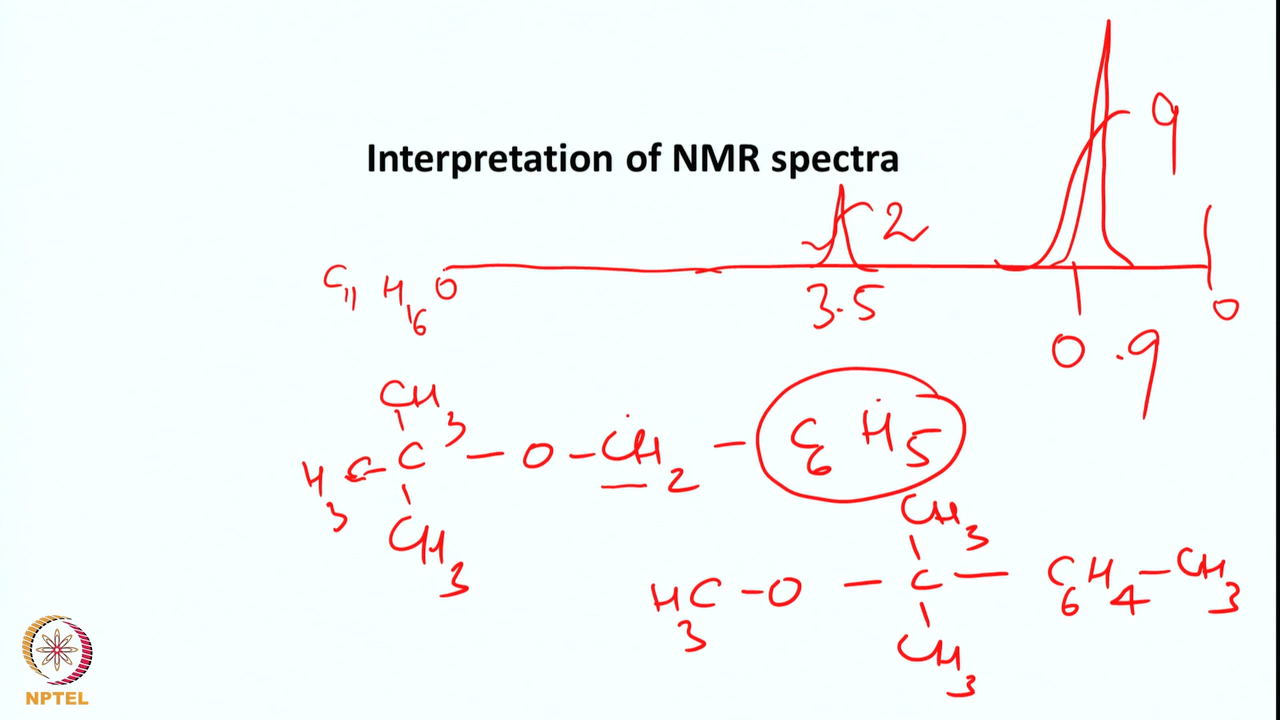 9
Interpretation of NMR spectra
2
C11 H16 O
3.5
0.9
0
CH3
H3C-C-O-CH2-C6H5
CH3
CH3
H3C-O-C-C6H4-CH3
CH3
NPTEL